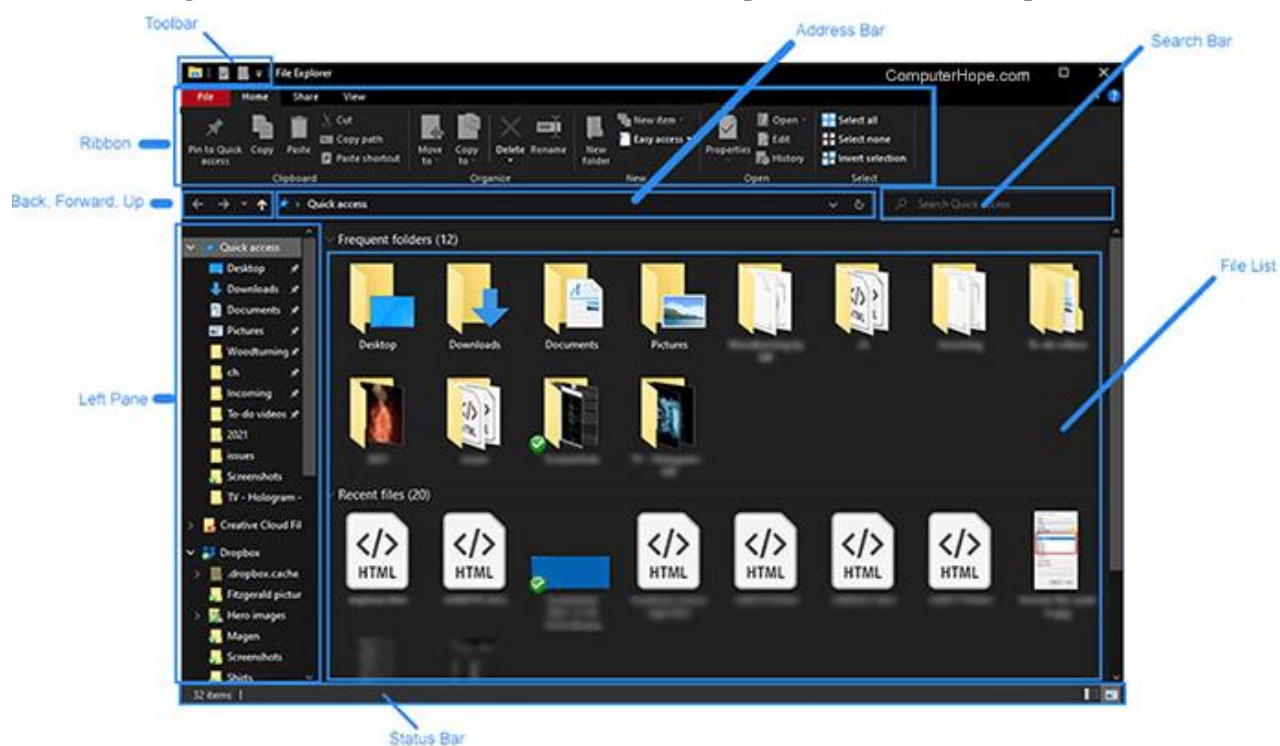 Toolbar
Address Bar
Search Bar
File Explorer
ComputerHope.com
File Home Share View
Ribbon
Pin to Quick access
Copy
Paste
Cut
Copy path
Paste shortcut
Clipboard
Move to
Copy to
Delete
Rename
Organize
New folder
New item
Easy access
New
Properties
Open
Edit
History
Open
Select all
Select none
Invert selection
Select
Back, Forward, Up
Quick access
Search Quick access
File List
Left Pane
Quick access
Desktop
Downloads
Documents
Pictures
Woodturning
ch
Incoming
To-do videos
2021
issues
Screenshots
TV - Hologram -
Creative Cloud Fil
Dropbox
.dropbox.cache
Fitzgerald pictur
Hero images
Magen
Screenshots
Shirts
Frequent folders (12)
Desktop
Downloads
Documents
Pictures
Recent files (20)
HTML
HTML
HTML
HTML
HTML
HTML
32 items
Status Bar